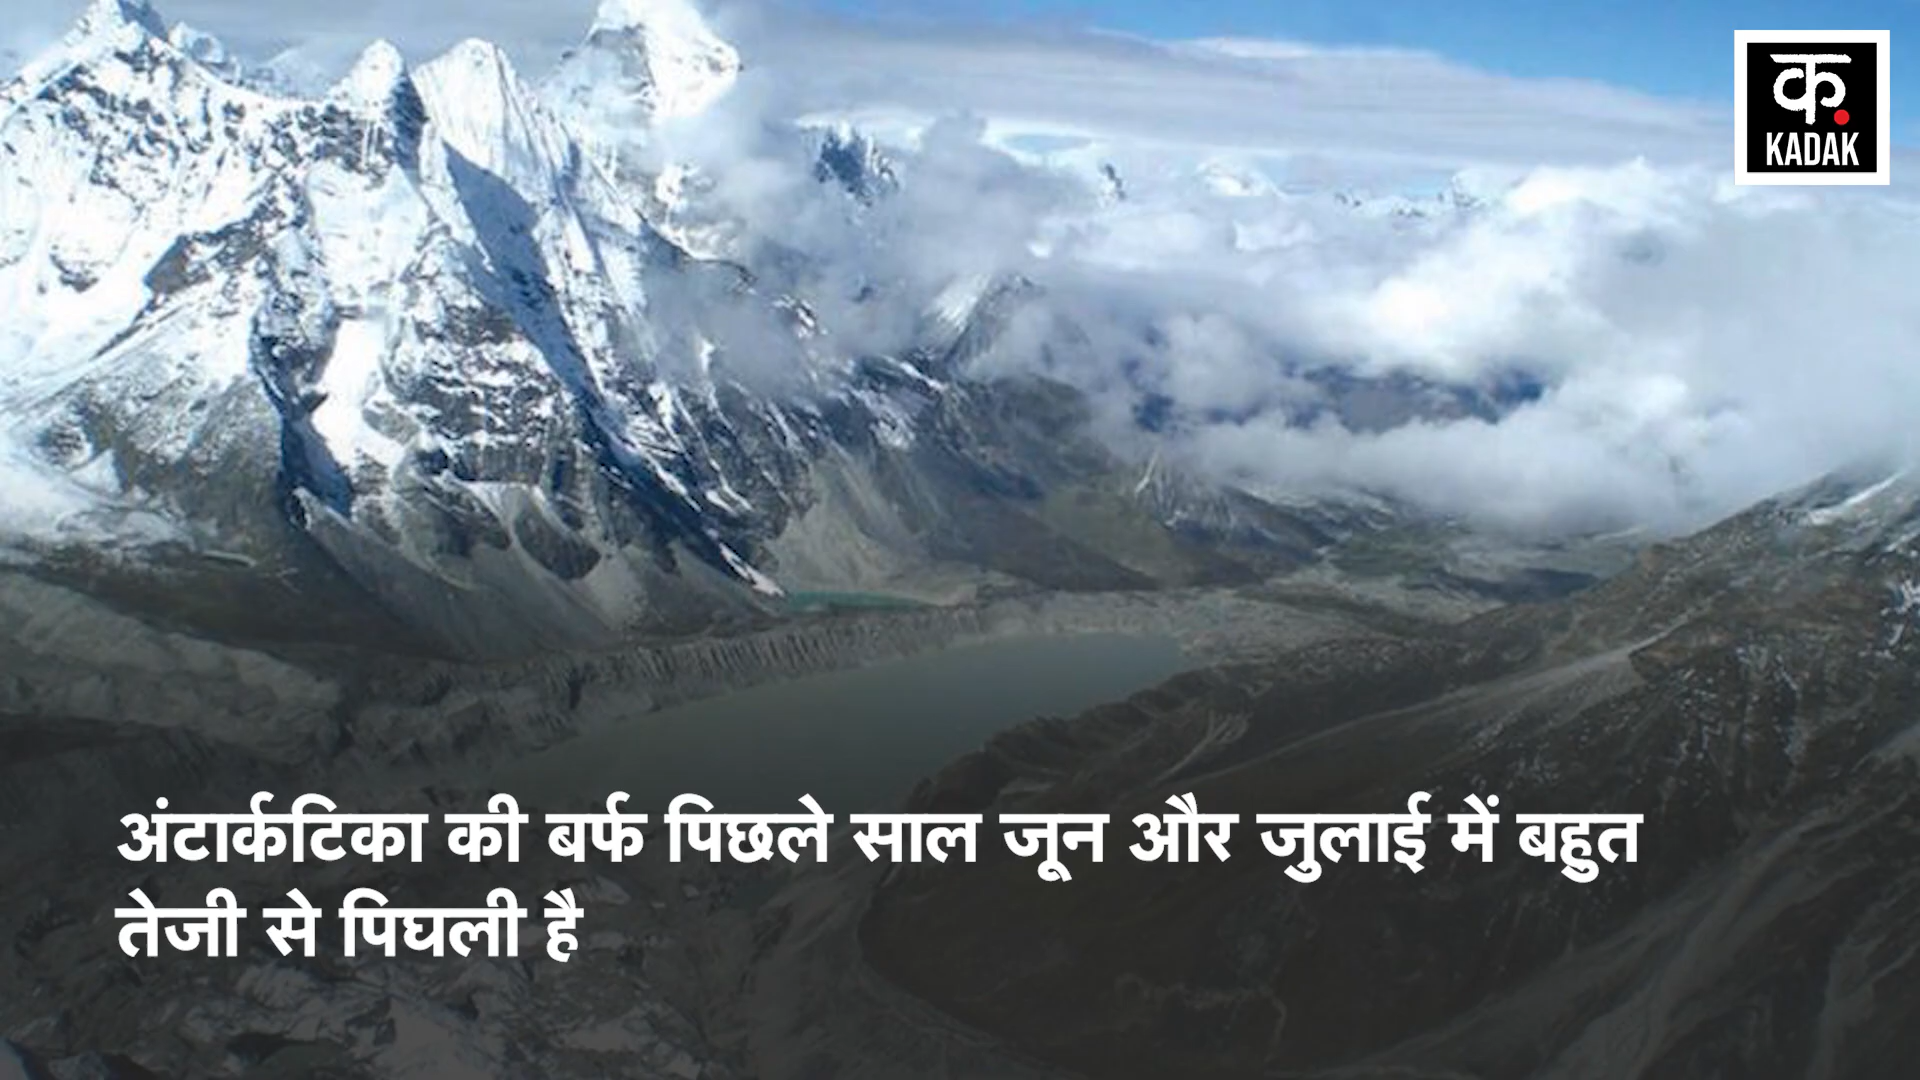 क.
KADAK
अंटार्कटिका की बर्फ पिछले साल जून और जुलाई में बहुत
तेजी से पिघली है